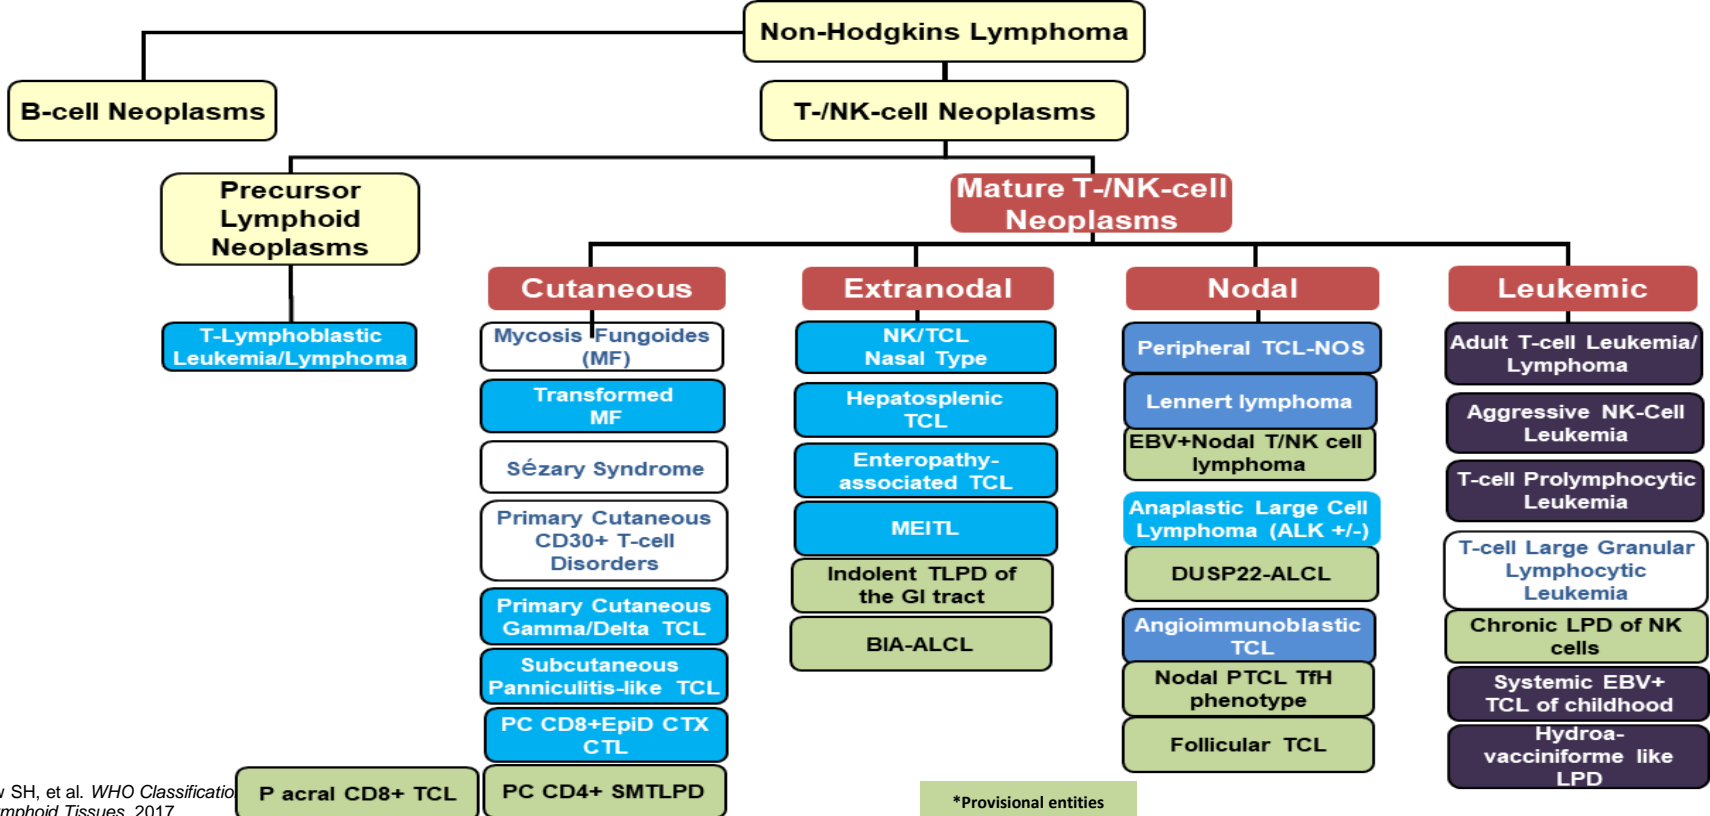 Non-Hodgkins Lymphoma
B-cell Neoplasms
T-/NK-cell Neoplasms
Precursor
Lymphoid
Neoplasms
Mature T-/NK-cell
Neoplasms
T-Lymphoblastic
Leukemia/Lymphoma
Cutaneous
Mycosis Fungoides
(MF)
Transformed
MF
Sézary Syndrome
Primary Cutaneous
CD30+ T-cell
Disorders
Primary Cutaneous
Gamma/Delta TCL
Subcutaneous
Panniculitis-like TCL
PC CD8+EpiD CTX
CTL
P acral CD8+ TCL
PC CD4+ SMTLPD
Extranodal
NK/TCL
Nasal Type
Hepatosplenic
TCL
Enteropathy-
associated TCL
MEITL
Indolent TLPD of
the GI tract
BIA-ALCL
Nodal
Peripheral TCL-NOS
Lennert lymphoma
EBV+Nodal T/NK cell
lymphoma
Anaplastic Large Cell
Lymphoma (ALK +/-)
DUSP22-ALCL
Angioimmunoblastic
TCL
Nodal PTCL TfH
phenotype
Follicular TCL
Leukemic
Adult T-cell Leukemia/
Lymphoma
Aggressive NK-Cell
Leukemia
T-cell Prolymphocytic
Leukemia
T-cell Large Granular
Lymphocytic
Leukemia
Chronic LPD of NK
cells
Systemic EBV+
TCL of childhood
Hydroa-
vacciniforme like
LPD
SH, et al. WHO
Tissues. 2017
*Provisional entities